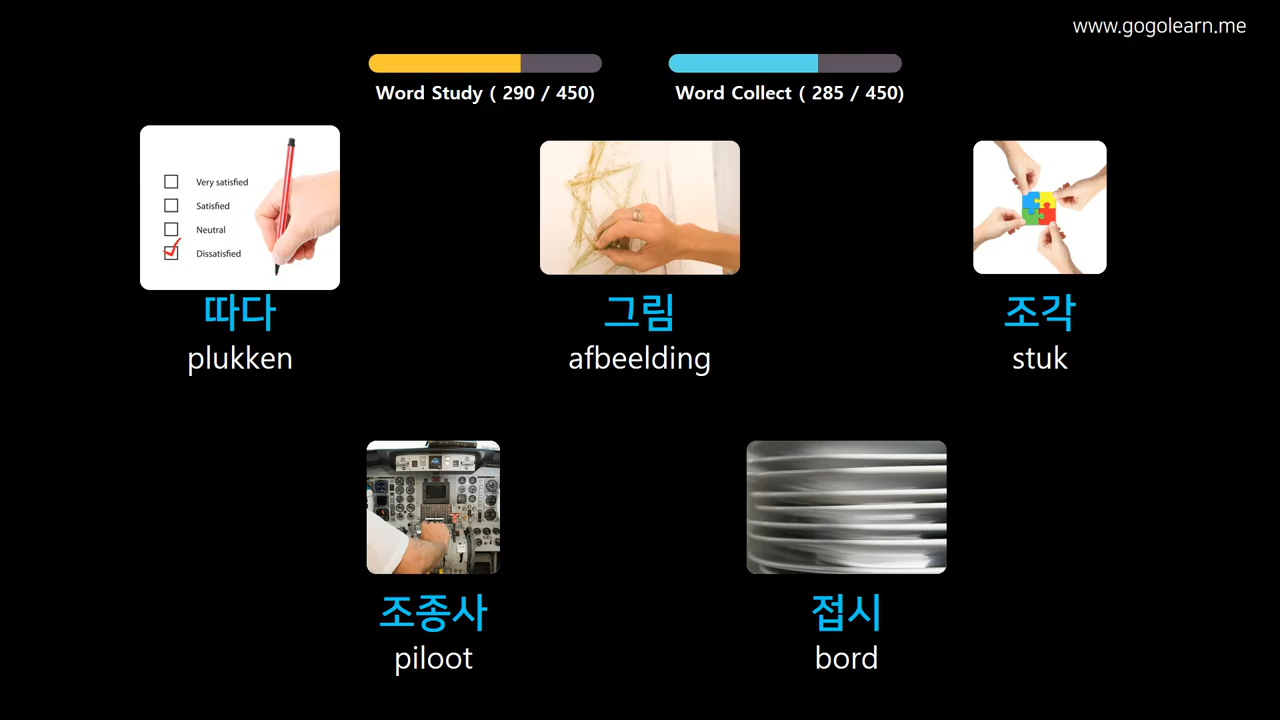 www.gogolearn.me
Word Study ( 290 / 450)
Word Collect ( 285 / 450)
Very satisfied
Satisfied
Neutral
Dissatisfied
따다
plukken
그림
afbeelding
조각
stuk
조종사
piloot
접시
bord